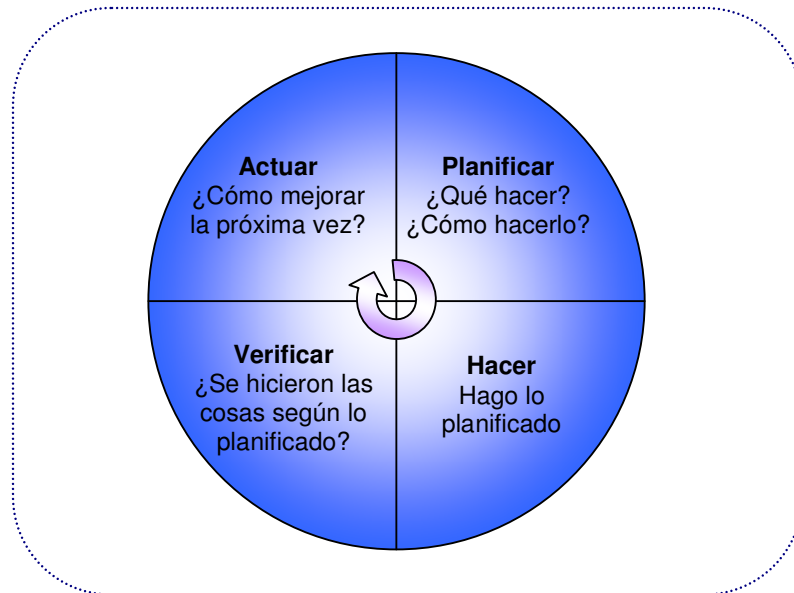 Actuar
¿Cómo mejorar
la próxima vez?
Planificar
¿Qué hacer?
¿Cómo hacerlo?
Verificar
¿Se hicieron las
cosas según lo
planificado?
Hacer
Hago lo
planificado